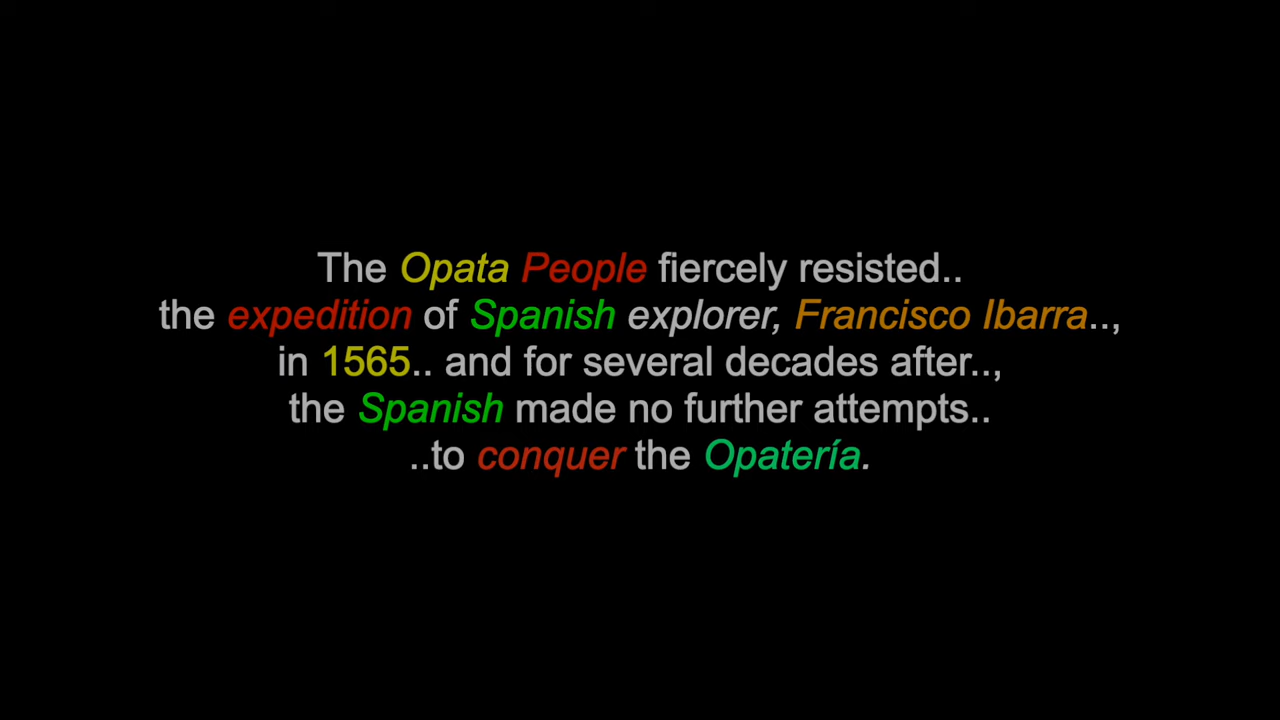 The Opata People fiercely resisted..
the expedition of Spanish explorer, Francisco Ibarra..,
in 1565.. and for several decades after..,
the Spanish made no further attempts..
..to conquer the Opatería.